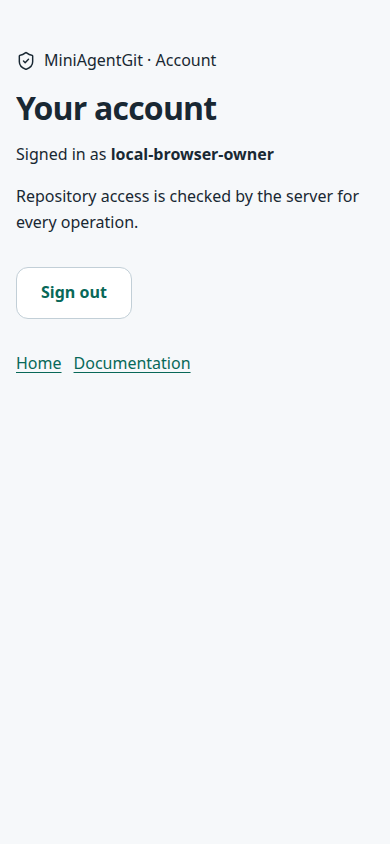 MiniAgentGit · Account
Your account
Signed in as local-browser-owner
Repository access is checked by the server for
every operation.
Sign out
Home Documentation